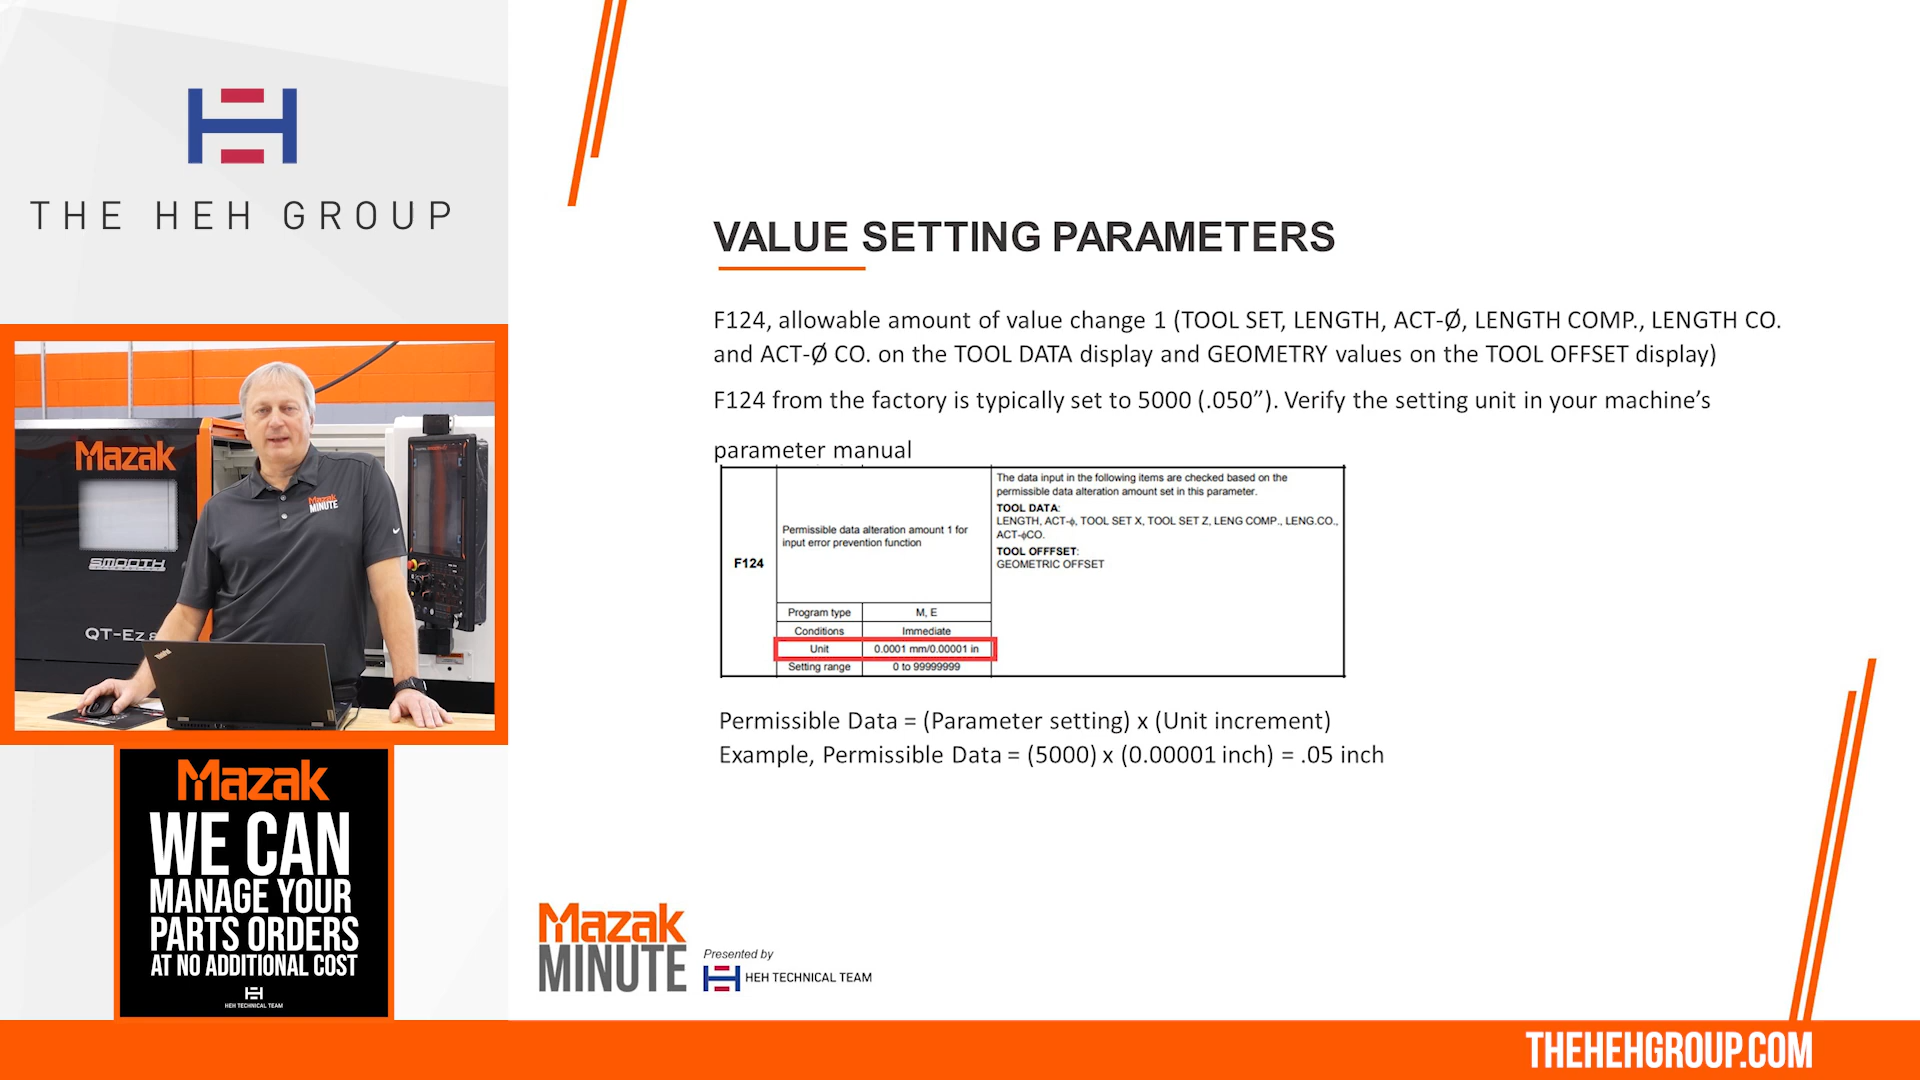 THE HEH GROUP
Mazak
SMOOTH
QT-Ez
Mazak
MINUTE
ThinkPad
Mazak
WE CAN
MANAGE YOUR
PARTS ORDERS
AT NO ADDITIONAL COST
HEH TECHNICAL TEAM
VALUE SETTING PARAMETERS
F124, allowable amount of value change 1 (TOOL SET, LENGTH, ACT-Ø, LENGTH COMP., LENGTH CO.
and ACT-Ø CO. on the TOOL DATA display and GEOMETRY values on the TOOL OFFSET display)
F124 from the factory is typically set to 5000 (.050”). Verify the setting unit in your machine’s
parameter manual
F124
Permissible data alteration amount 1 for
input error prevention function
Program type M, E
Conditions Immediate
Unit 0.0001 mm/0.00001 in
Setting range 0 to 99999999
The data input in the following items are checked based on the
permissible data alteration amount set in this parameter.
TOOL DATA:
LENGTH, ACT-ϕ, TOOL SET X, TOOL SET Z, LENG COMP., LENG.CO.,
ACT-ϕCO.
TOOL OFFFSET:
GEOMETRIC OFFSET
Permissible Data = (Parameter setting) x (Unit increment)
Example, Permissible Data = (5000) x (0.00001 inch) = .05 inch
Mazak
MINUTE
Presented by
HEH TECHNICAL TEAM
THEHEHGROUP.COM